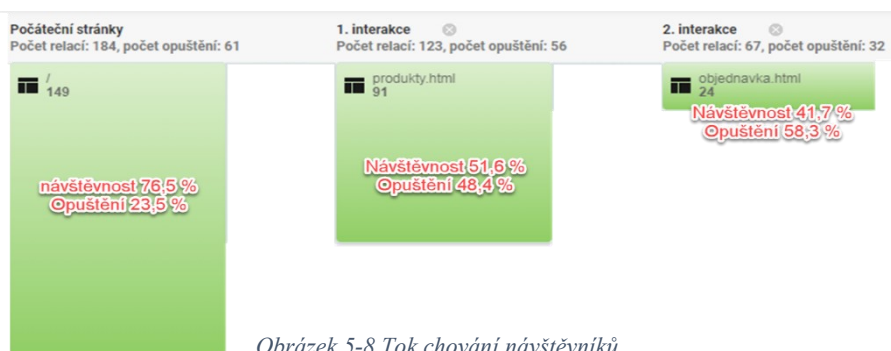 Počáteční stránky
Počet relací: 184, počet opuštění: 61
/
149
návštěvnost 76,5 %
Opuštění 23,5 %
1. interakce
Počet relací: 123, počet opuštění: 56
produkty.html
91
Návštěvnost 51,6 %
Opuštění 48,4 %
2. interakce
Počet relací: 67, počet opuštění: 32
objednavka.html
24
Návštěvnost 41,7 %
Opuštění 58,3 %
Obrázek 5-8 Tok chování návštěvníků